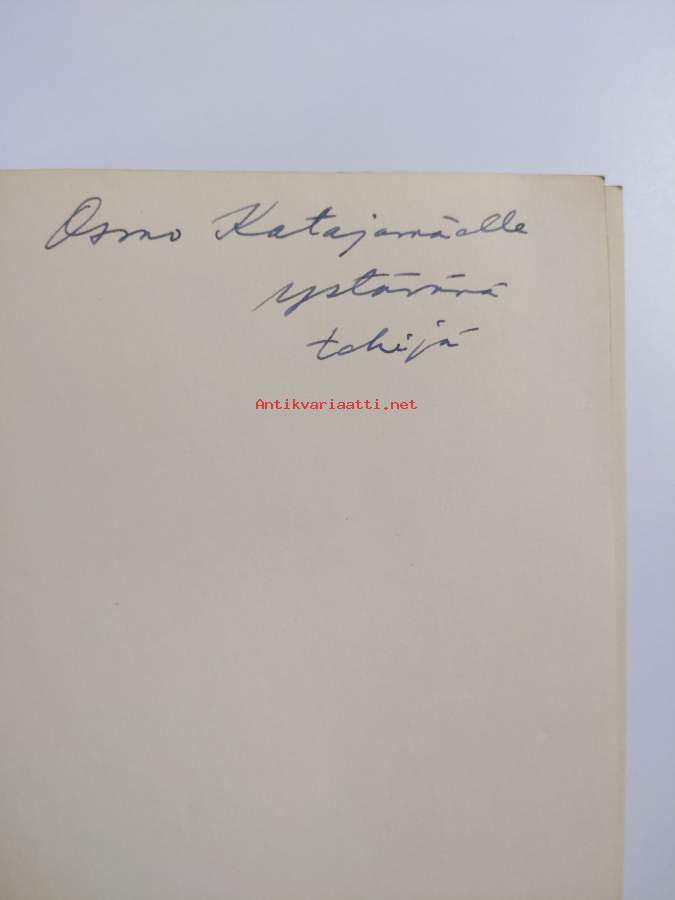 Osmo Katajamäelle
ystävänä
tekijä
Antikvariaatti.net